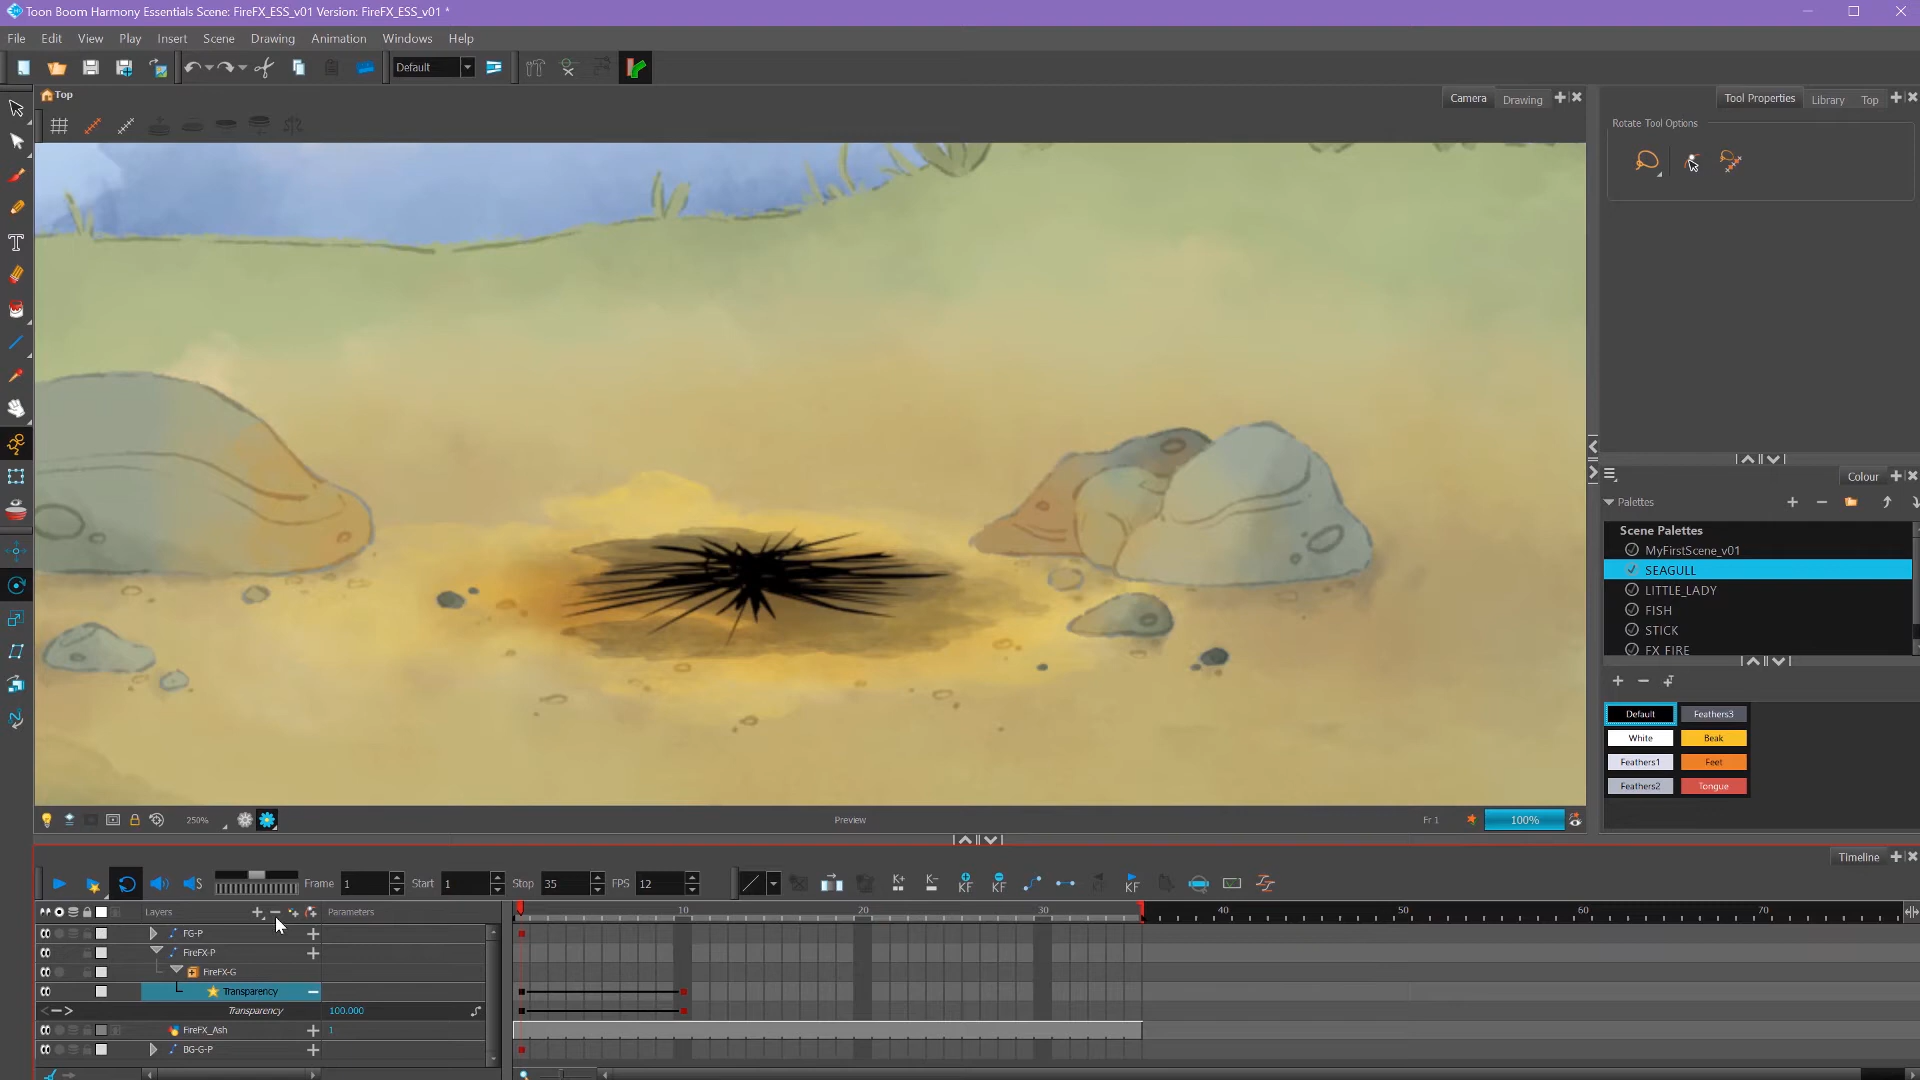 Toon Boom Harmony Essentials Scene: FireFX_ESS_v01 Version: FireFX_ESS_v01 *
File Edit View Play Insert Scene Drawing Animation Windows Help
Default
Top
Camera Drawing
Tool Properties Library Top
Rotate Tool Options
Colour
Palettes
Scene Palettes
MyFirstScene_v01
SEAGULL
LITTLE_LADY
FISH
STICK
FX_FIRE
Default Feathers3
White Beak
Feathers1 Feet
Feathers2 Tongue
250% Preview Fr 1 100%
Timeline
Frame 1 Start 1 Stop 35 FPS 12
K+ K- KF KF KF
Layers Parameters 10 20 30 40 50 60 70
FG-P
FireFX-P
FireFX-G
Transparency
Transparency 100.000
FireFX_Ash 1
BG-G-P